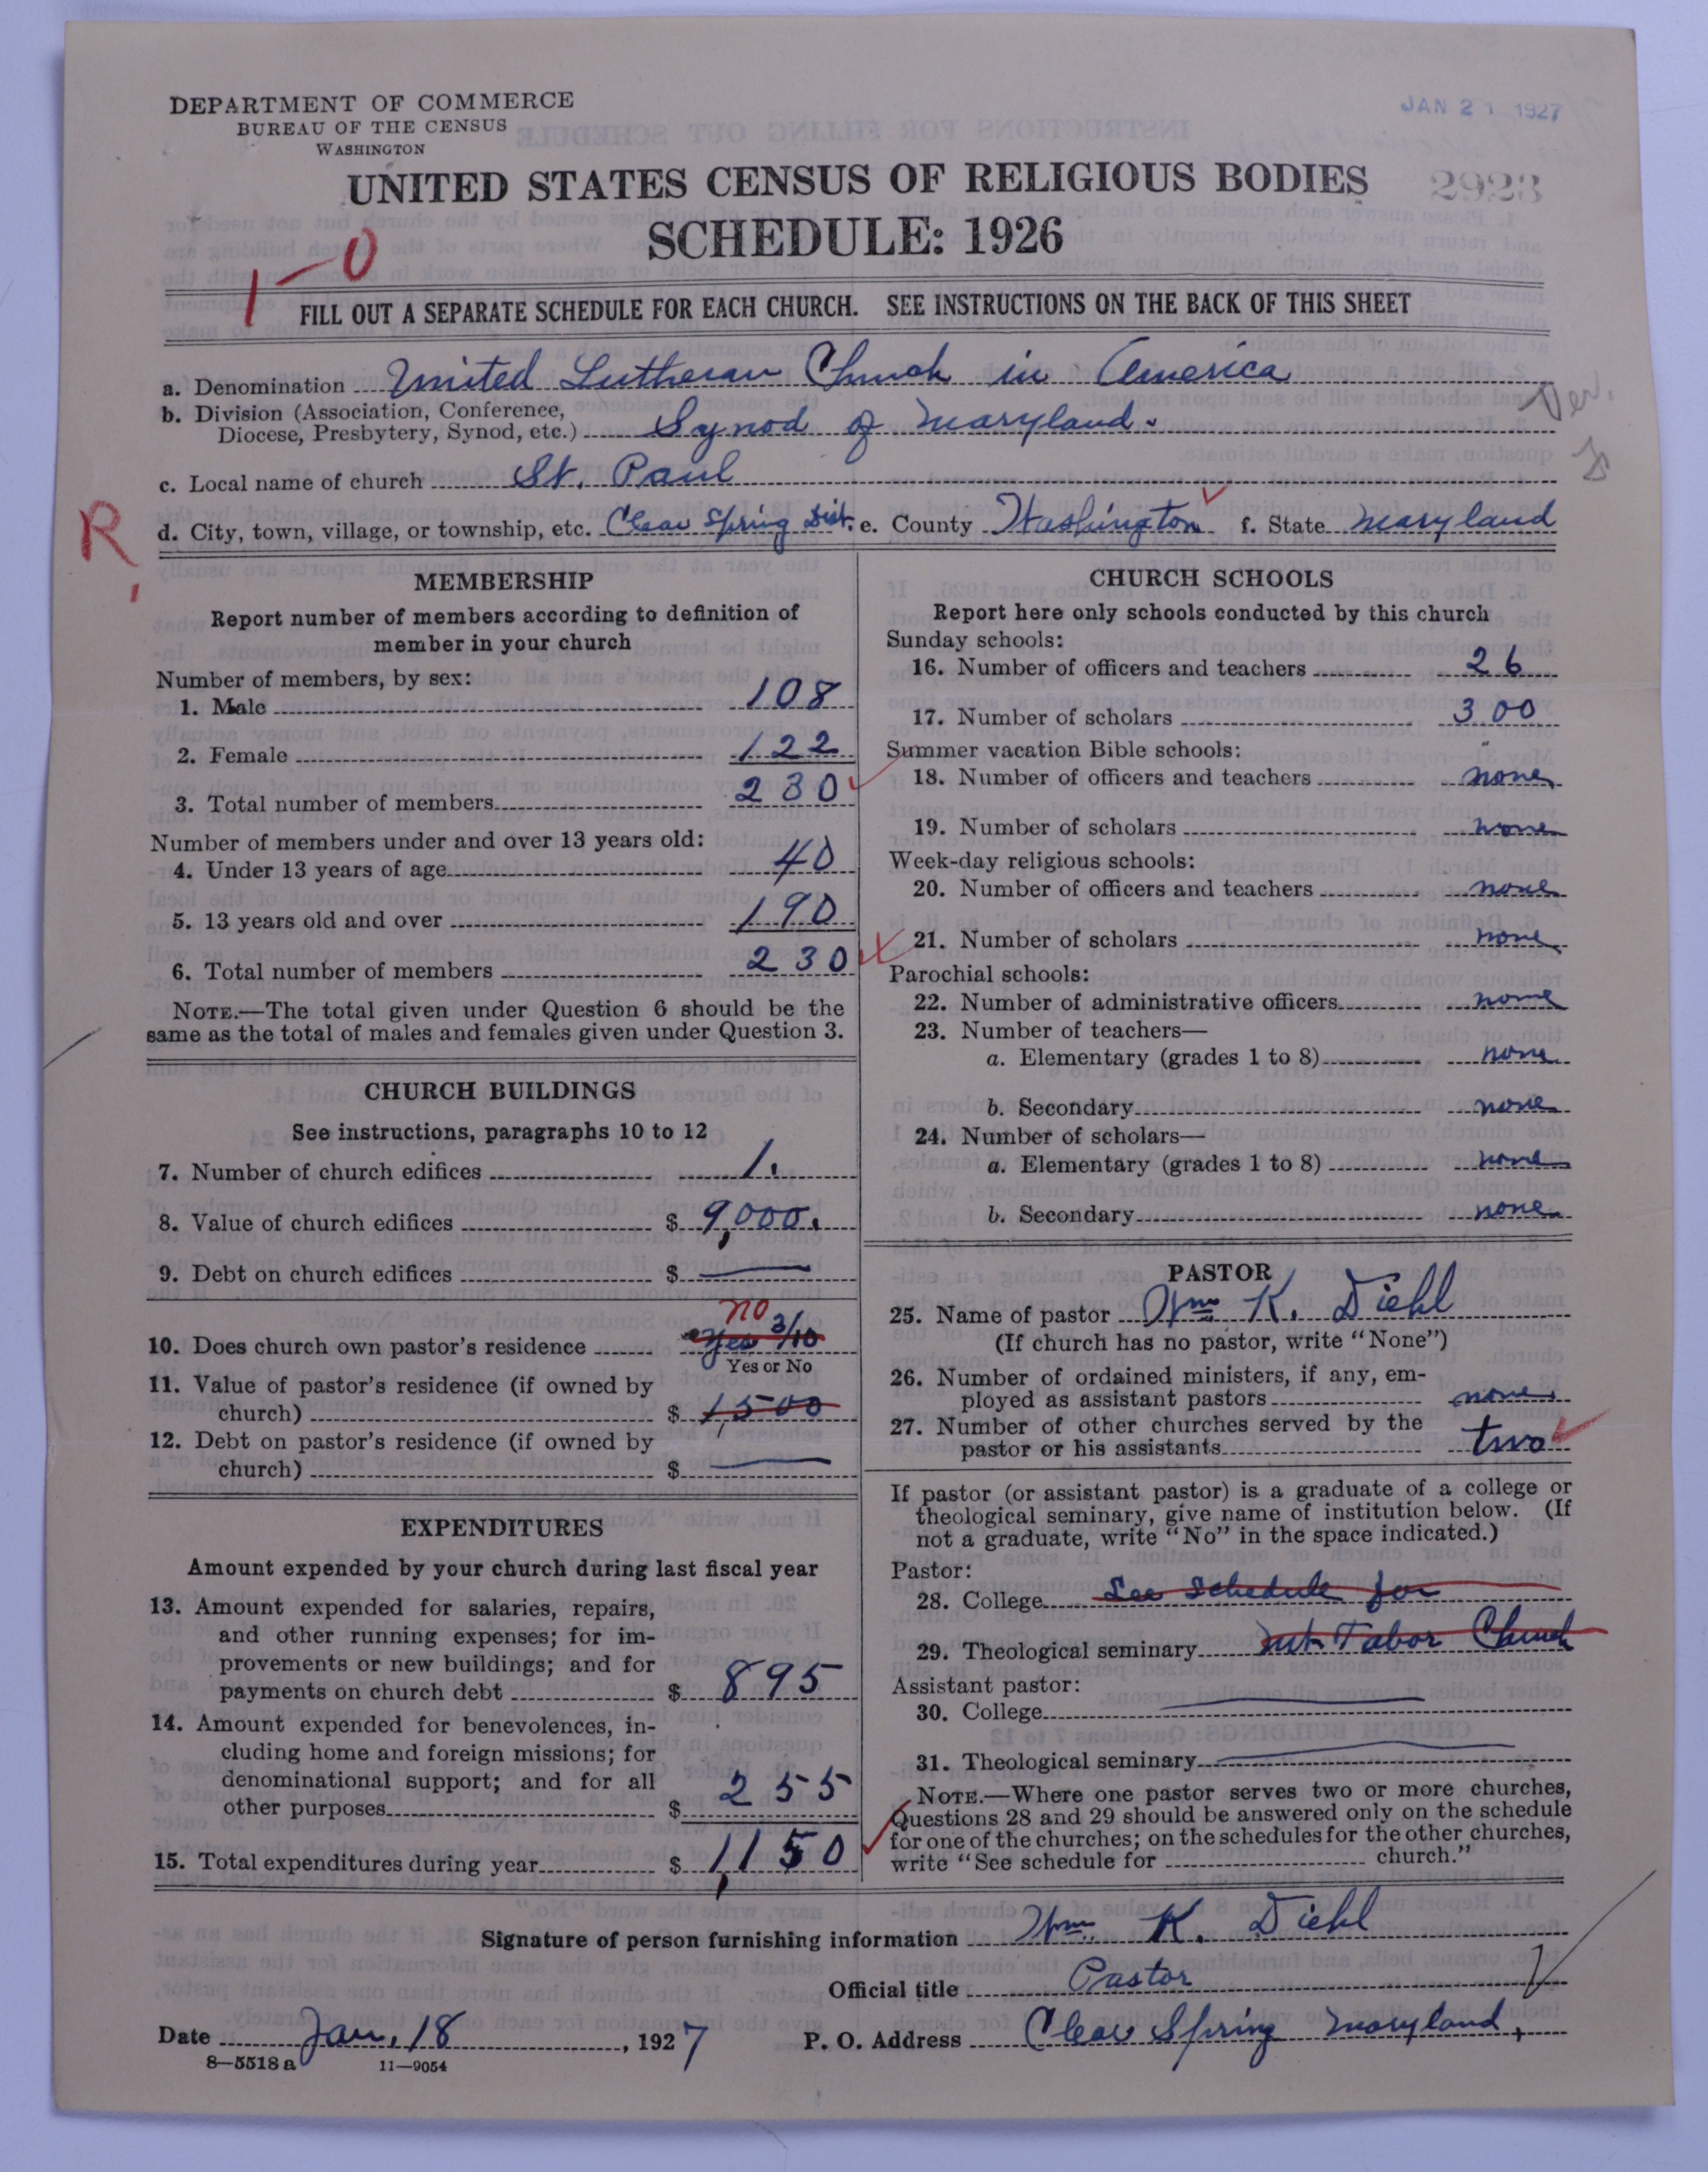 DEPARTMENT OF COMMERCE
BUREAU OF THE CENSUS
WASHINGTON
JAN 21 1927
UNITED STATES CENSUS OF RELIGIOUS BODIES
2923
SCHEDULE: 1926
1-0
FILL OUT A SEPARATE SCHEDULE FOR EACH CHURCH. SEE INSTRUCTIONS ON THE BACK OF THIS SHEET
a. Denomination United Lutheran Church in America
b. Division (Association, Conference,
Diocese, Presbytery, Synod, etc.) Synod of Maryland.
c. Local name of church St. Paul
R
d. City, town, village, or township, etc. Clear Spring Dist. e. County Washington f. State Maryland
MEMBERSHIP
Report number of members according to definition of
member in your church
Number of members, by sex:
1. Male 108
2. Female 122
3. Total number of members 230
Number of members under and over 13 years old:
4. Under 13 years of age 40
5. 13 years old and over 190
6. Total number of members 230
NOTE.—The total given under Question 6 should be the
same as the total of males and females given under Question 3.
CHURCH BUILDINGS
See instructions, paragraphs 10 to 12
7. Number of church edifices 1.
8. Value of church edifices $ 9,000.
9. Debt on church edifices $ —
no
10. Does church own pastor's residence Yes 3/10
Yes or No
11. Value of pastor's residence (if owned by
church) $ 1,500
12. Debt on pastor's residence (if owned by
church) $ —
EXPENDITURES
Amount expended by your church during last fiscal year
13. Amount expended for salaries, repairs,
and other running expenses; for im-
provements or new buildings; and for
payments on church debt $ 895
14. Amount expended for benevolences, in-
cluding home and foreign missions; for
denominational support; and for all
other purposes $ 255
15. Total expenditures during year $ 1,150
CHURCH SCHOOLS
Report here only schools conducted by this church
Sunday schools:
16. Number of officers and teachers 26
17. Number of scholars 300
Summer vacation Bible schools:
18. Number of officers and teachers none
19. Number of scholars none
Week-day religious schools:
20. Number of officers and teachers none
21. Number of scholars none
Parochial schools:
22. Number of administrative officers none
23. Number of teachers—
a. Elementary (grades 1 to 8) none
b. Secondary none
24. Number of scholars—
a. Elementary (grades 1 to 8) none
b. Secondary none
PASTOR
25. Name of pastor Wm K. Diehl
(If church has no pastor, write "None")
26. Number of ordained ministers, if any, em-
ployed as assistant pastors none.
27. Number of other churches served by the
pastor or his assistants two
If pastor (or assistant pastor) is a graduate of a college or
theological seminary, give name of institution below. (If
not a graduate, write "No" in the space indicated.)
Pastor:
28. College See Schedule for
29. Theological seminary Mt. Tabor Church
Assistant pastor:
30. College —
31. Theological seminary —
NOTE.—Where one pastor serves two or more churches,
Questions 28 and 29 should be answered only on the schedule
for one of the churches; on the schedules for the other churches,
write "See schedule for church."
Signature of person furnishing information Wm. K. Diehl
Official title Pastor
Date Jan. 18, 1927 P. O. Address Clear Spring Maryland.
8—5518 a 11—9054